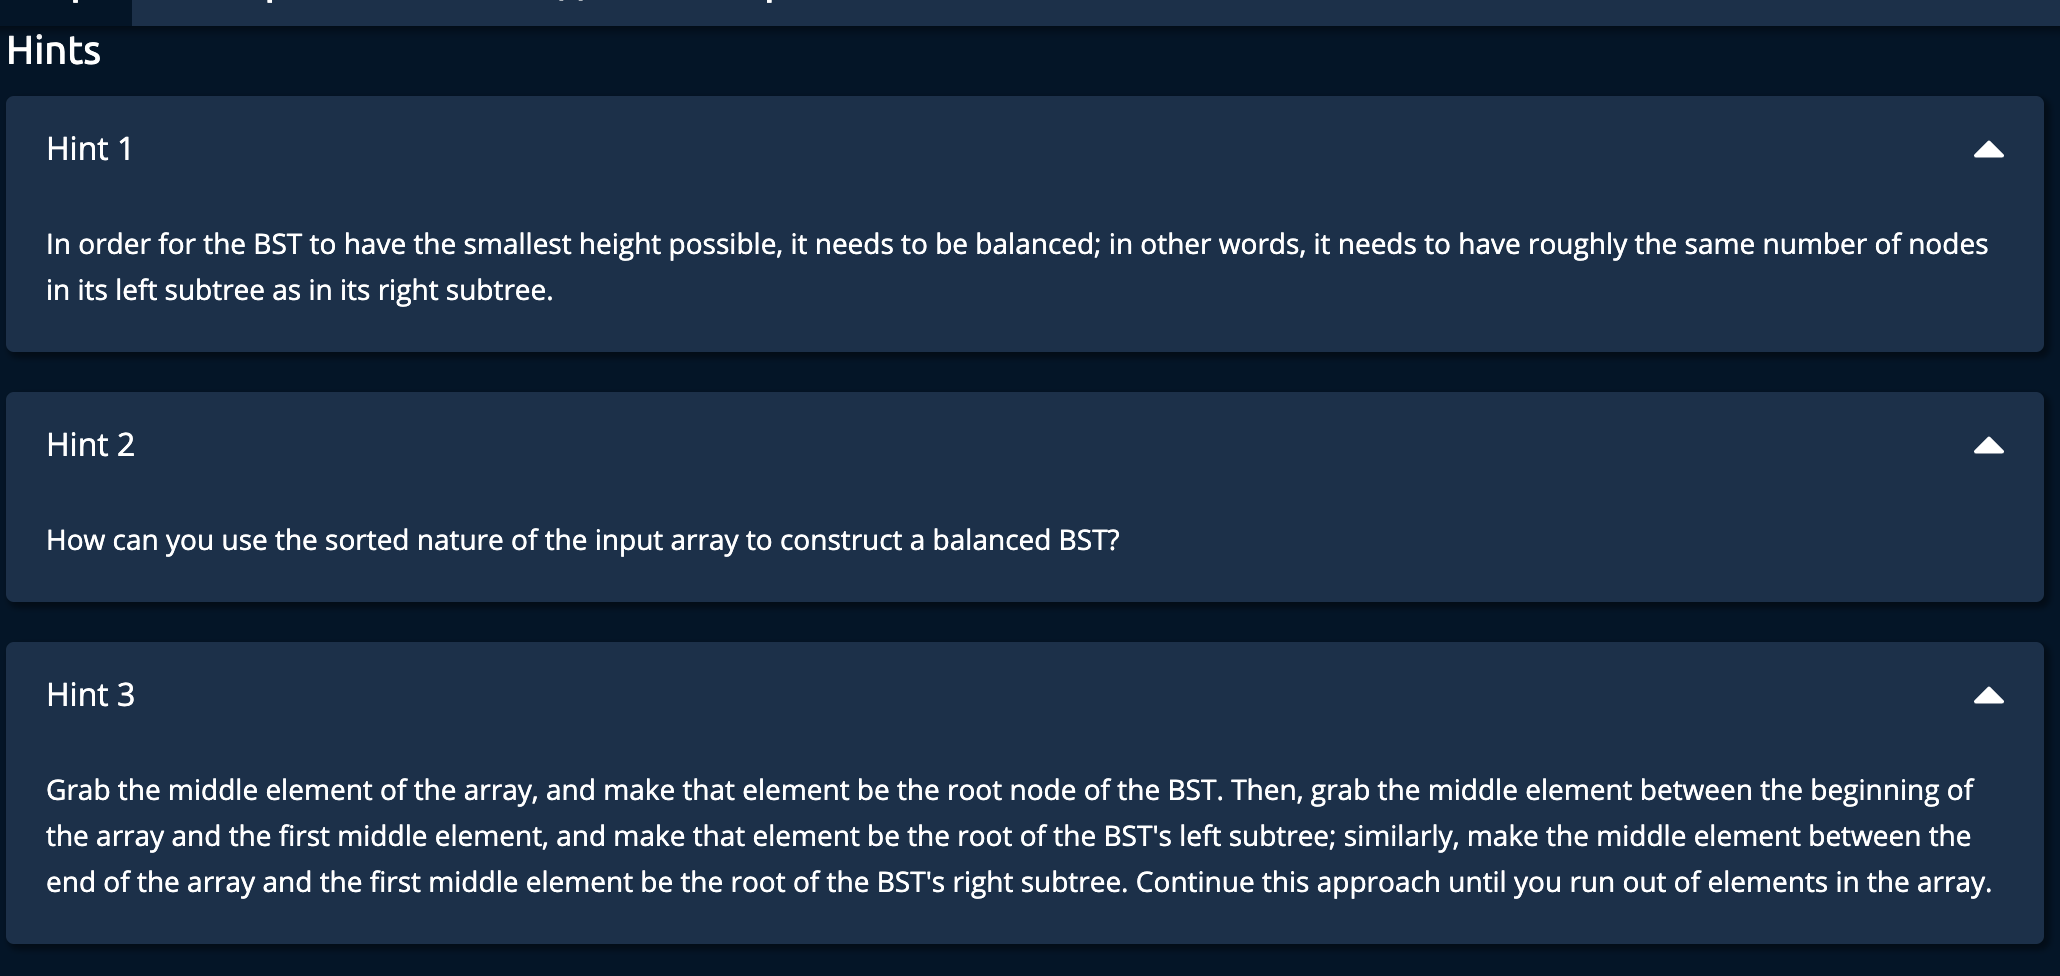 Hints
Hint 1
In order for the BST to have the smallest height possible, it needs to be balanced; in other words, it needs to have roughly the same number of nodes
in its left subtree as in its right subtree.
Hint 2
How can you use the sorted nature of the input array to construct a balanced BST?
Hint 3
Grab the middle element of the array, and make that element be the root node of the BST. Then, grab the middle element between the beginning of
the array and the first middle element, and make that element be the root of the BST's left subtree; similarly, make the middle element between the
end of the array and the first middle element be the root of the BST's right subtree. Continue this approach until you run out of elements in the array.